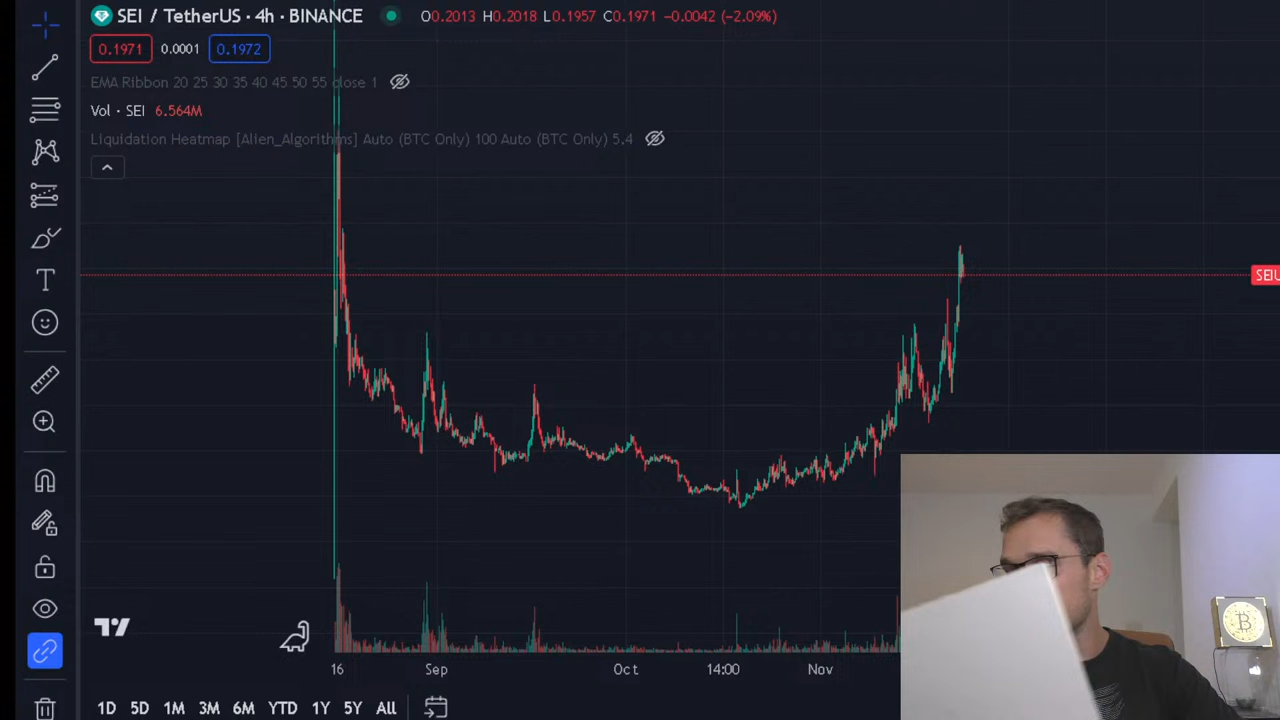 SEI / TetherUS · 4h · BINANCE O0.2013 H0.2018 L0.1957 C0.1971 −0.0042 (−2.09%)
0.1971 0.0001 0.1972
EMA Ribbon 20 25 30 35 40 45 50 55 close 1
Vol · SEI 6.564M
Liquidation Heatmap [Alien_Algorithms] Auto (BTC Only) 100 Auto (BTC Only) 5.4
SEIU
16 Sep Oct 14:00 Nov
1D 5D 1M 3M 6M YTD 1Y 5Y All